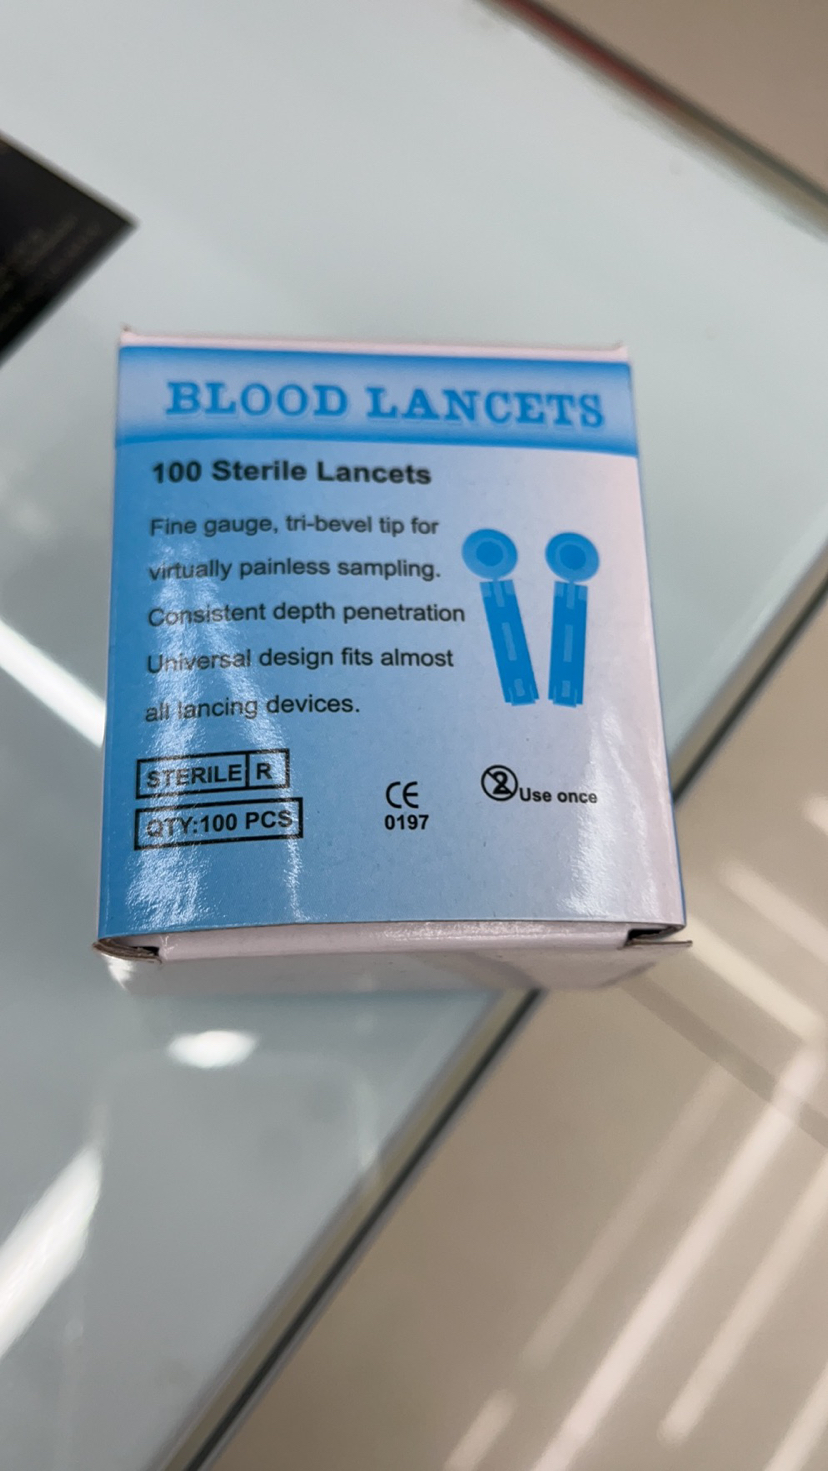 BLOOD LANCETS
100 Sterile Lancets
Fine gauge, tri-bevel tip for
virtually painless sampling.
Consistent depth penetration
Universal design fits almost
all lancing devices.
STERILE R
QTY:100 PCS
CE
0197
2 Use once